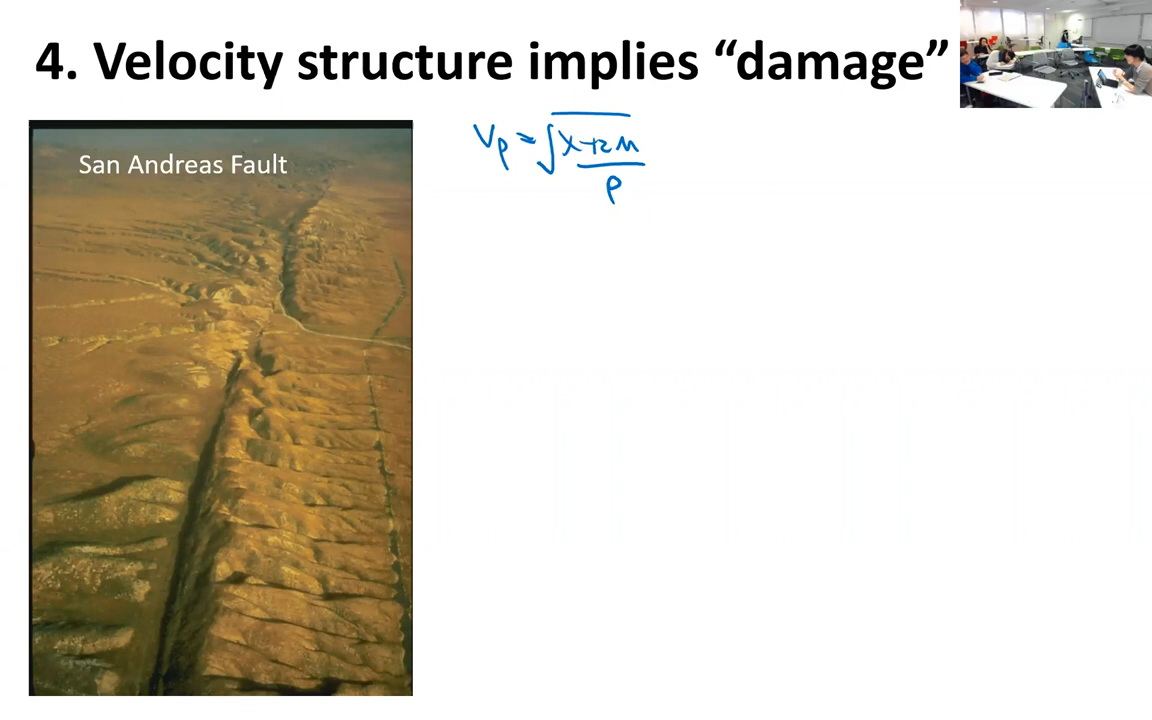 4. Velocity structure implies “damage”
San Andreas Fault
Vp = √(λ+2μ)/ρ